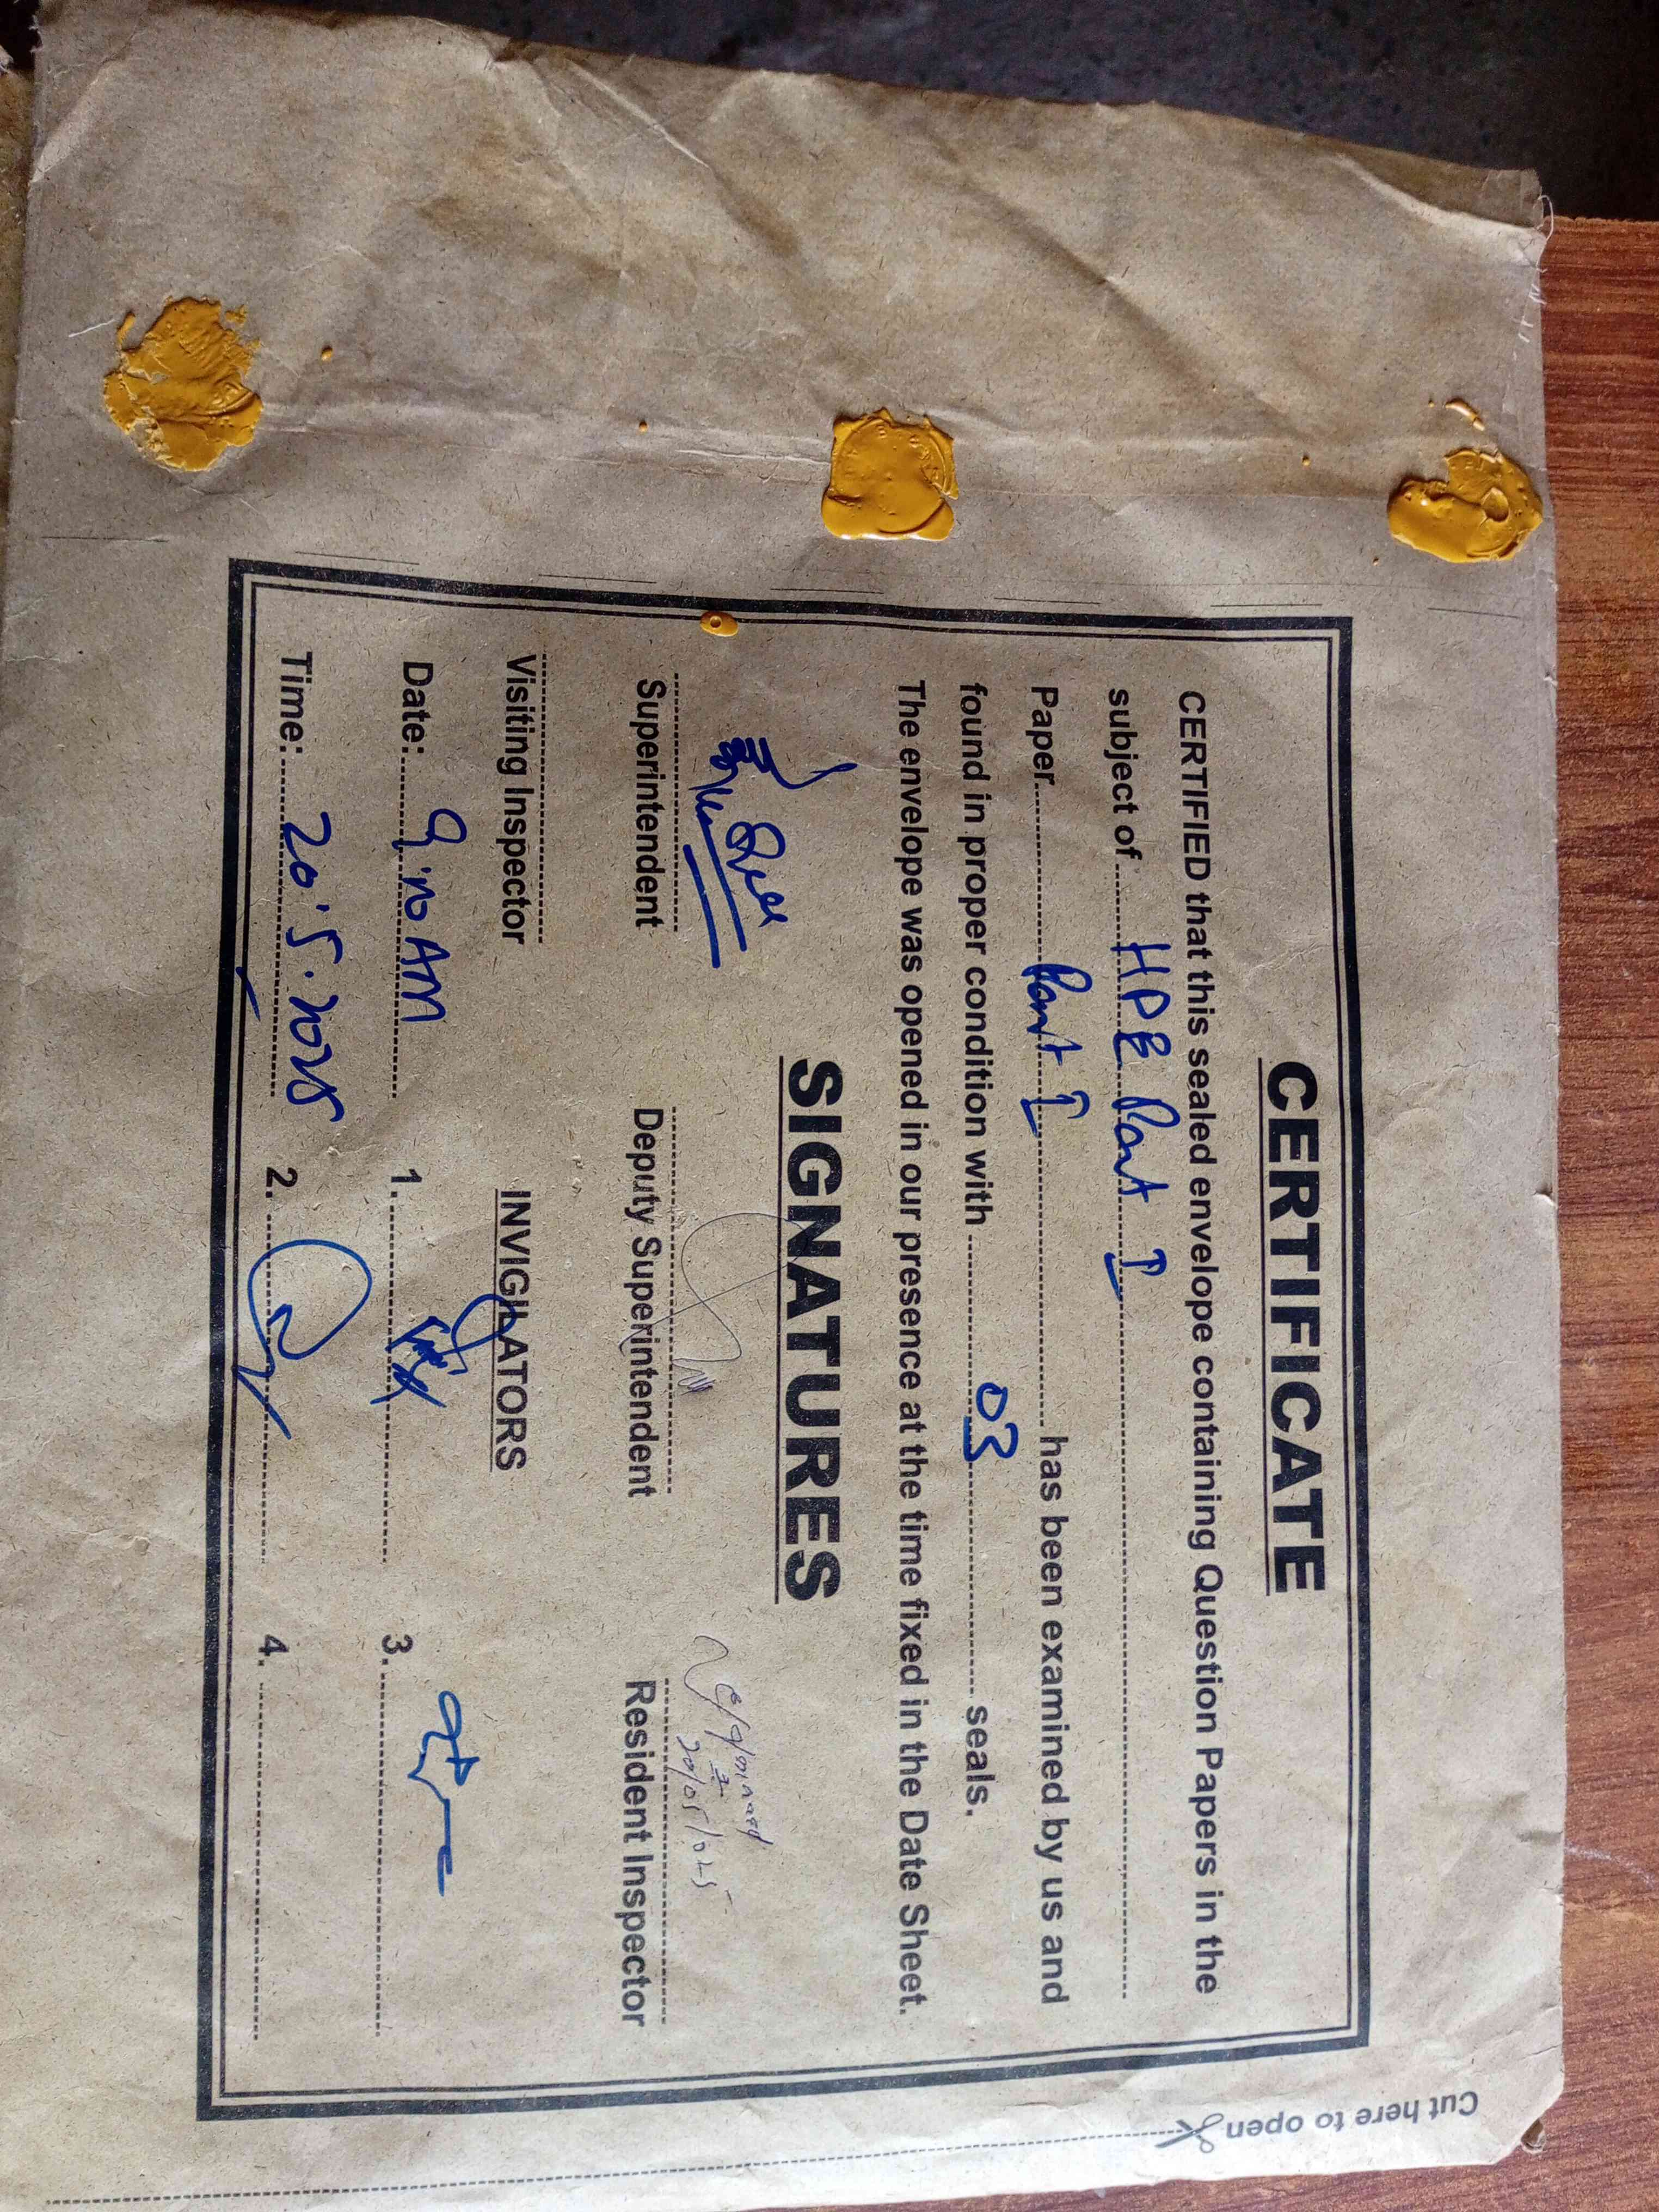 CERTIFICATE
CERTIFIED that this sealed envelope containing Question Papers in the
subject of HPE Part I
Paper Part I has been examined by us and
found in proper condition with 03 seals.
The envelope was opened in our presence at the time fixed in the Date Sheet.
SIGNATURES
20/05/025
Superintendent Deputy Superintendent Resident Inspector
Visiting Inspector INVIGILATORS
Date: AM 1. 3.
Time: 20.5.2025 2. 4.
Cut here to open